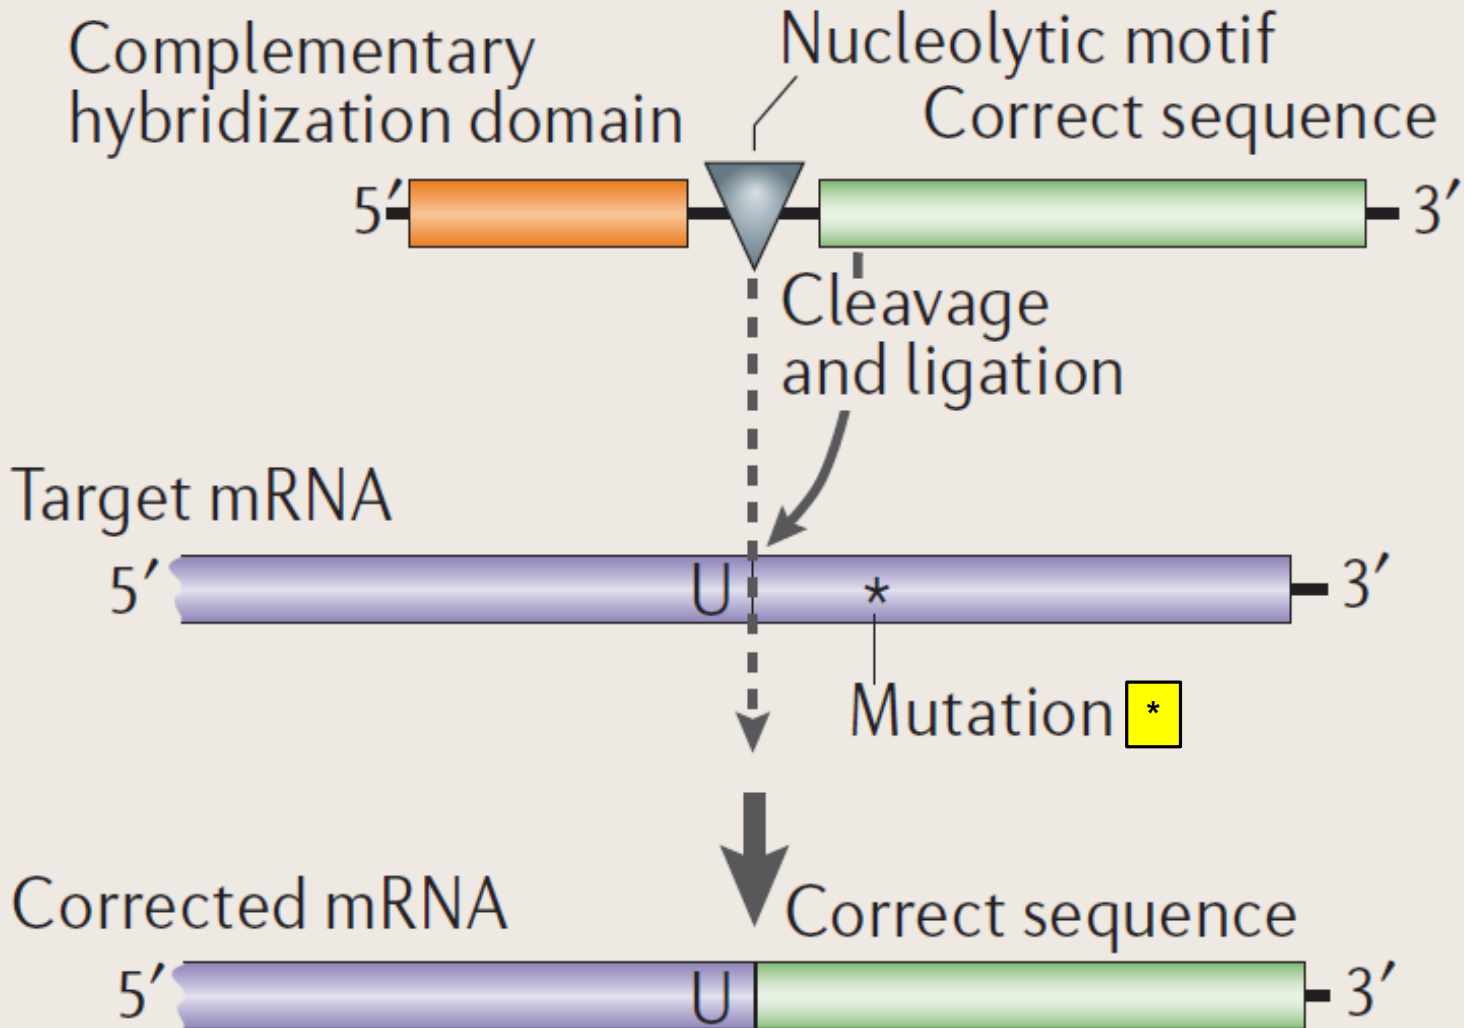 Complementary
hybridization domain
Nucleolytic motif
Correct sequence
5′
3′
Cleavage
and ligation
Target mRNA
5′
U
*
3′
Mutation *
Corrected mRNA
Correct sequence
5′
U
3′